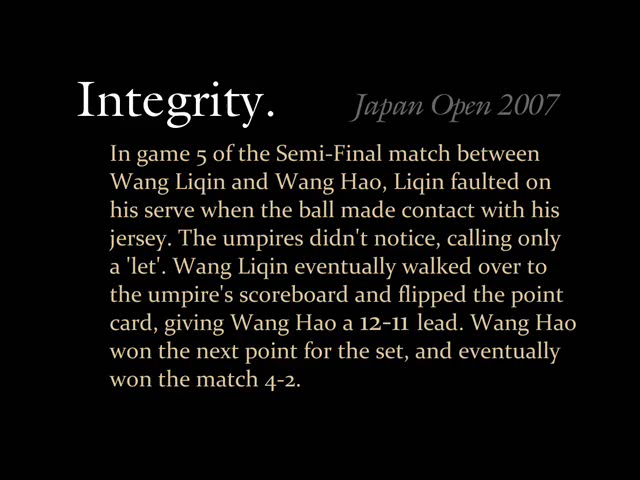 Integrity. Japan Open 2007
In game 5 of the Semi-Final match between
Wang Liqin and Wang Hao, Liqin faulted on
his serve when the ball made contact with his
jersey. The umpires didn't notice, calling only
a 'let'. Wang Liqin eventually walked over to
the umpire's scoreboard and flipped the point
card, giving Wang Hao a 12-11 lead. Wang Hao
won the next point for the set, and eventually
won the match 4-2.